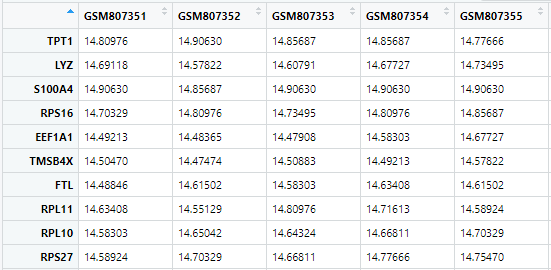 GSM807351 GSM807352 GSM807353 GSM807354 GSM807355
TPT1 14.80976 14.90630 14.85687 14.85687 14.77666
LYZ 14.69118 14.57822 14.60791 14.67727 14.73495
S100A4 14.90630 14.85687 14.90630 14.90630 14.90630
RPS16 14.70329 14.80976 14.73495 14.80976 14.85687
EEF1A1 14.49213 14.48365 14.47908 14.58303 14.67727
TMSB4X 14.50470 14.47474 14.50883 14.49213 14.57822
FTL 14.48846 14.61502 14.58303 14.63408 14.61502
RPL11 14.63408 14.55129 14.80976 14.71613 14.58924
RPL10 14.58303 14.65042 14.64324 14.66811 14.70329
RPS27 14.58924 14.70329 14.66811 14.77666 14.75470